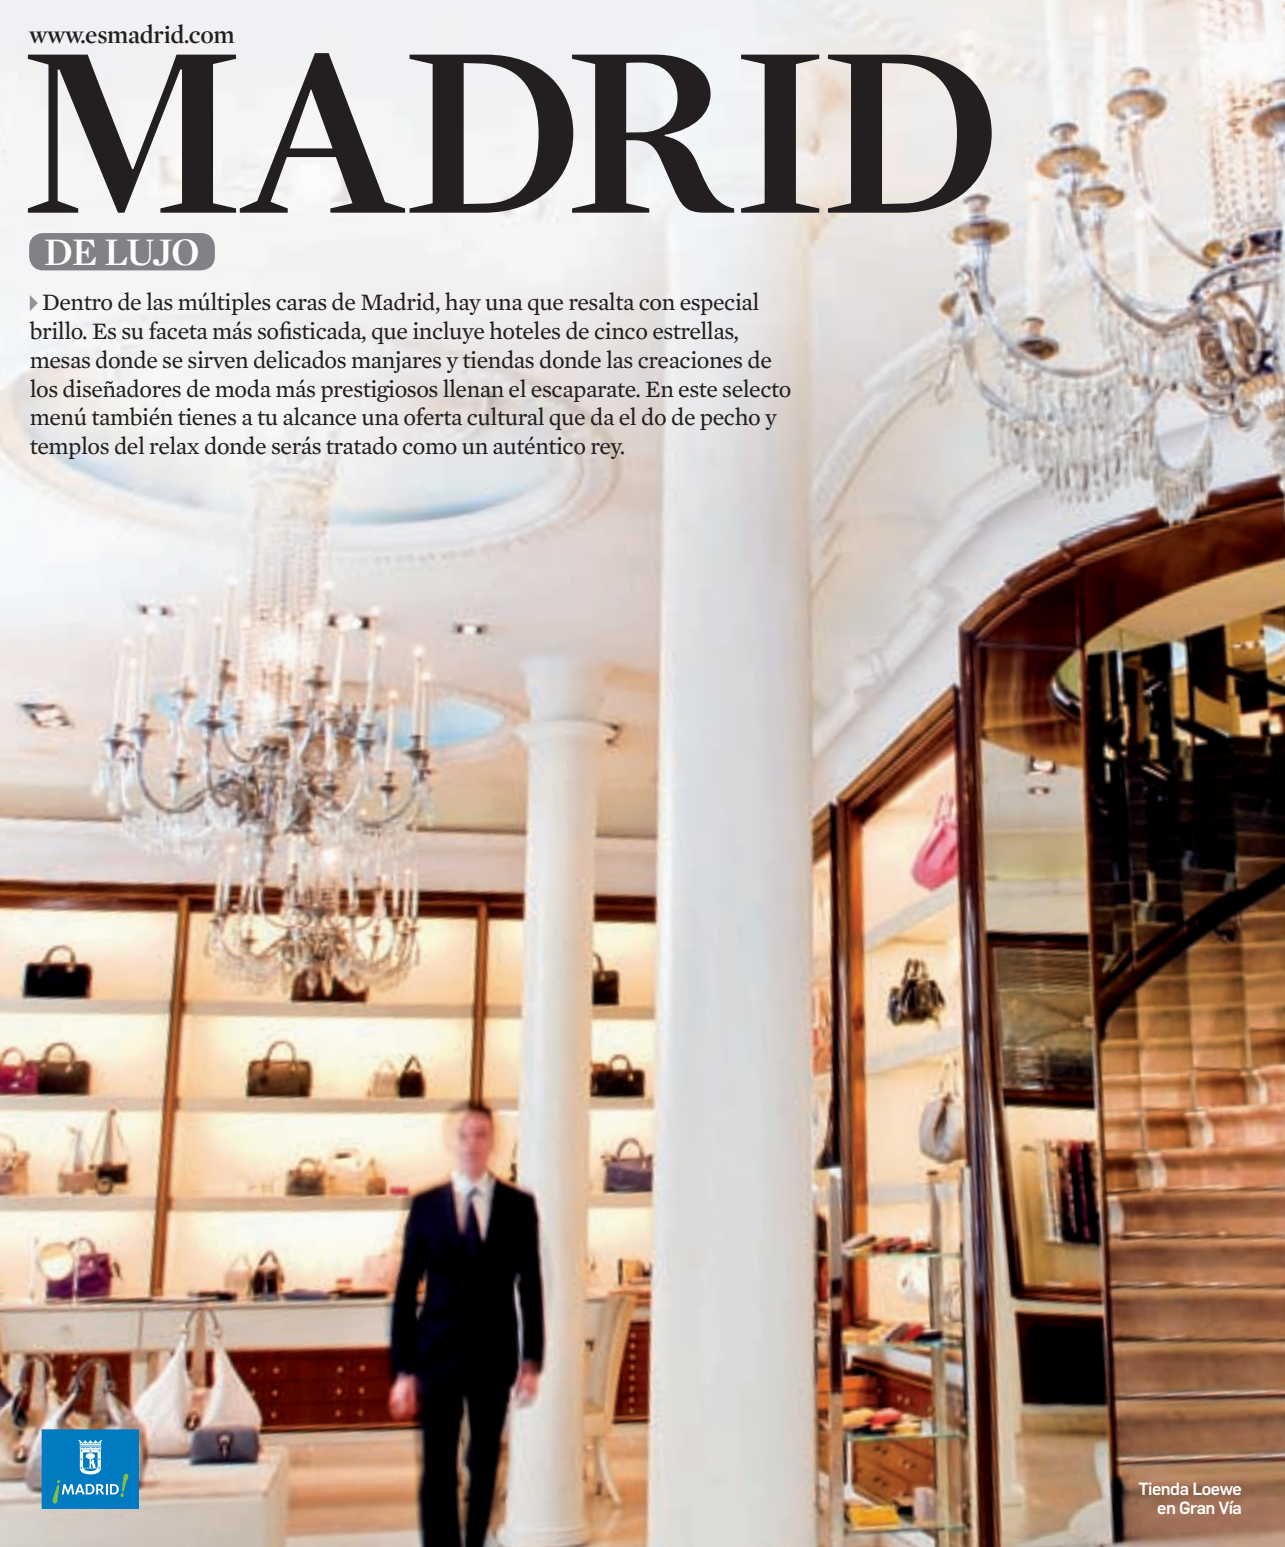 www.esmadrid.com
MADRID
DE LUJO
Dentro de las múltiples caras de Madrid, hay una que resalta con especial
brillo. Es su faceta más sofisticada, que incluye hoteles de cinco estrellas,
mesas donde se sirven delicados manjares y tiendas donde las creaciones de
los diseñadores de moda más prestigiosos llenan el escaparate. En este selecto
menú también tienes a tu alcance una oferta cultural que da el do de pecho y
templos del relax donde serás tratado como un auténtico rey.
¡MADRID!
Tienda Loewe
en Gran Vía